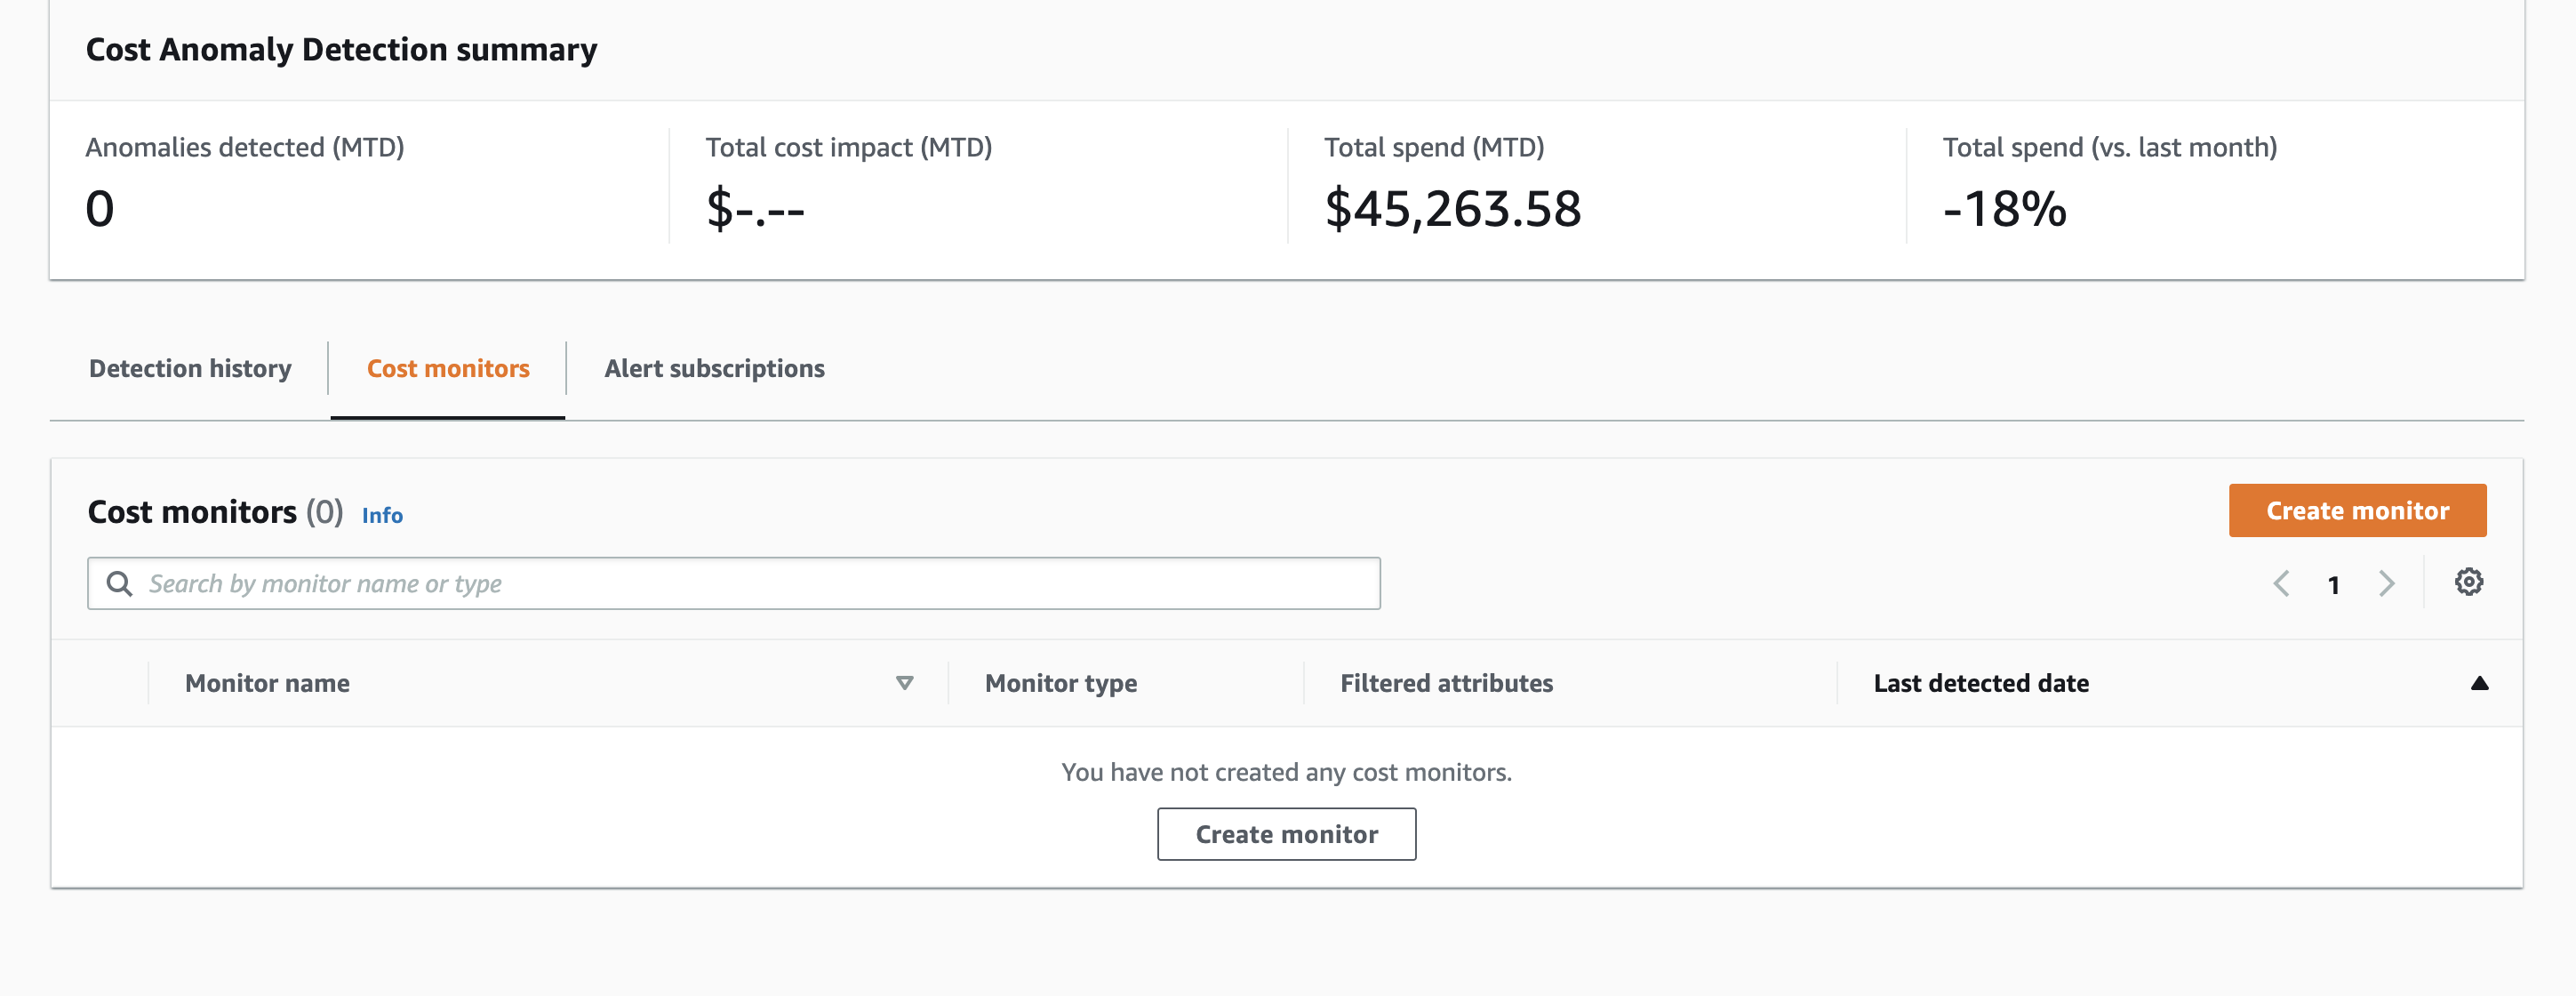 Cost Anomaly Detection summary
Anomalies detected (MTD)
0
Total cost impact (MTD)
$-.--
Total spend (MTD)
$45,263.58
Total spend (vs. last month)
-18%
Detection history
Cost monitors
Alert subscriptions
Cost monitors (0) Info
Create monitor
Search by monitor name or type
1
Monitor name
Monitor type
Filtered attributes
Last detected date
You have not created any cost monitors.
Create monitor